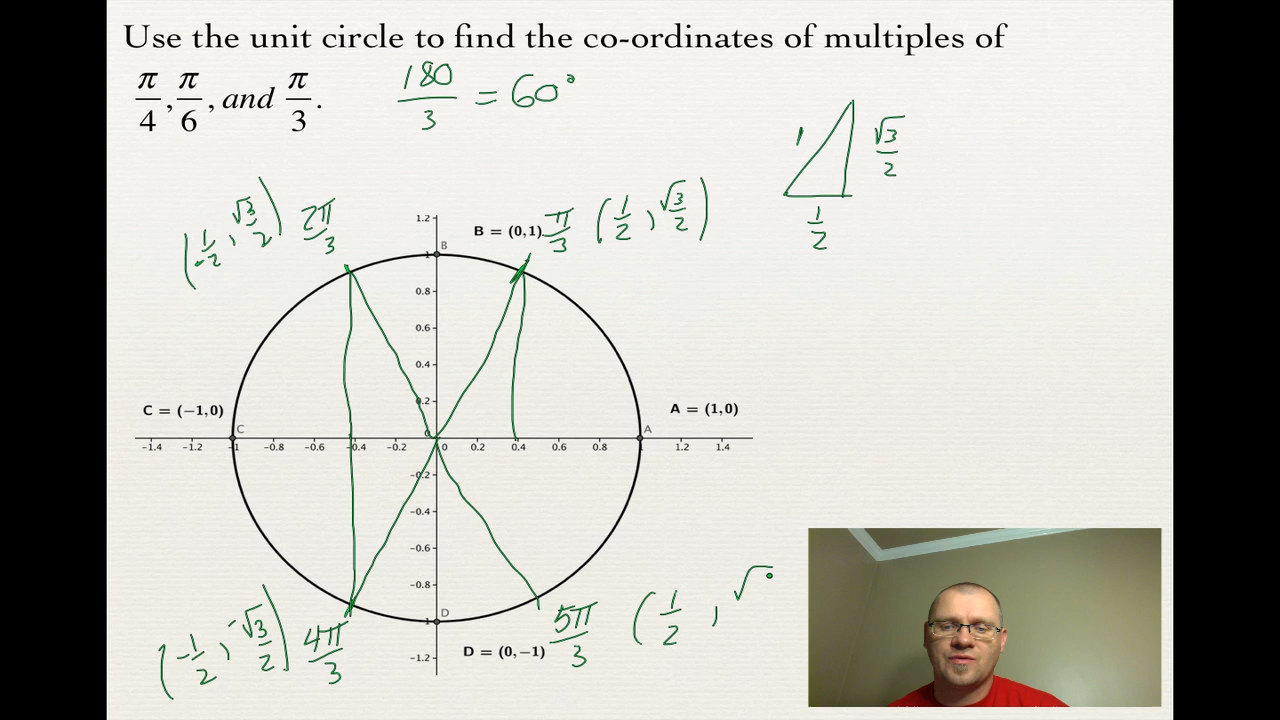 Use the unit circle to find the co-ordinates of multiples of
π/4, π/6, and π/3.
180/3 = 60°
1
√3/2
1/2
(-1/2, √3/2) 2π/3
B = (0,1)
π/3 (1/2, √3/2)
1.2
B
1
0.8
0.6
0.4
0.2
0
C = (−1,0)
A = (1,0)
C
A
-1.4 -1.2 -1 -0.8 -0.6 -0.4 0 0.2 0.4 0.6 0.8 1 1.2 1.4
-0.2
-0.4
-0.6
-0.8
D
-1
-1.2
D = (0,−1)
(-1/2, -√3/2) 4π/3
5π/3 (1/2, √